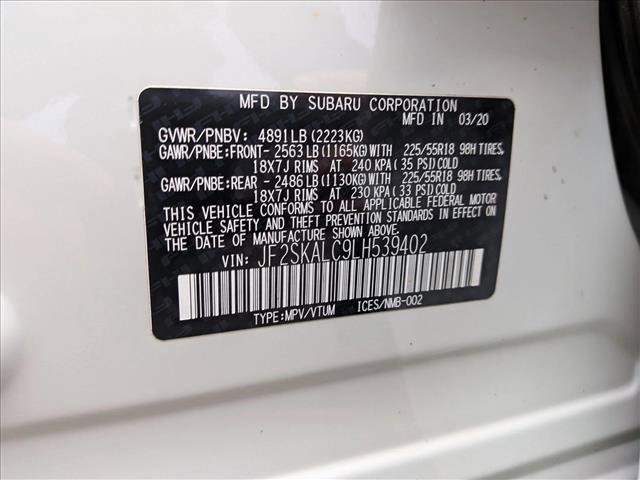 MFD BY SUBARU CORPORATION
MFD IN 03/20
GVWR/PNBV: 4891LB(2223KG)
GAWR/PNBE:FRONT- 2563LB(1165KG)WITH 225/55R18 98H TIRES,
18X7J RIMS AT 240 KPA(35 PSI)COLD
GAWR/PNBE:REAR - 2486LB(1130KG)WITH 225/55R18 98H TIRES,
18X7J RIMS AT 230 KPA(33 PSI)COLD
THIS VEHICLE CONFORMS TO ALL APPLICABLE FEDERAL MOTOR
VEHICLE SAFETY AND THEFT PREVENTION STANDARDS IN EFFECT ON THE
DATE OF MANUFACTURE SHOWN ABOVE.
VIN: JF2SKALC9LH539402
TYPE:MPV/VTUM ICES/NMB-002